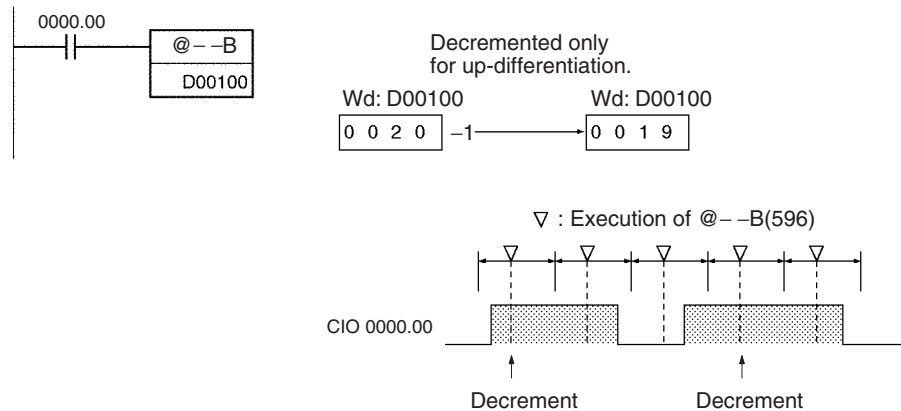 0000.00
@– –B
D00100
Decremented only
for up-differentiation.
Wd: D00100 Wd: D00100
0 0 2 0 –1 0 0 1 9
: Execution of @– –B(596)
CIO 0000.00
Decrement Decrement